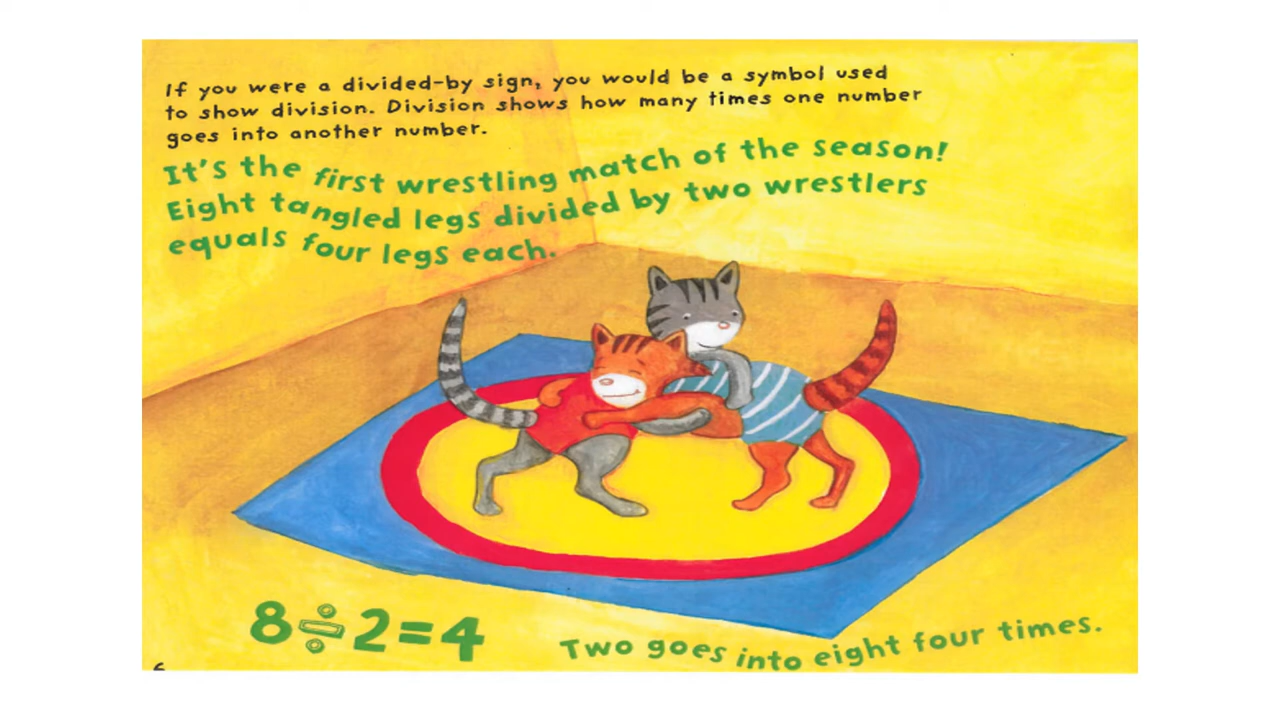 If you were a divided-by sign, you would be a symbol used
to show division. Division shows how many times one number
goes into another number.
It's the first wrestling match of the season!
Eight tangled legs divided by two wrestlers
equals four legs each.
8÷2=4
Two goes into eight four times.
6